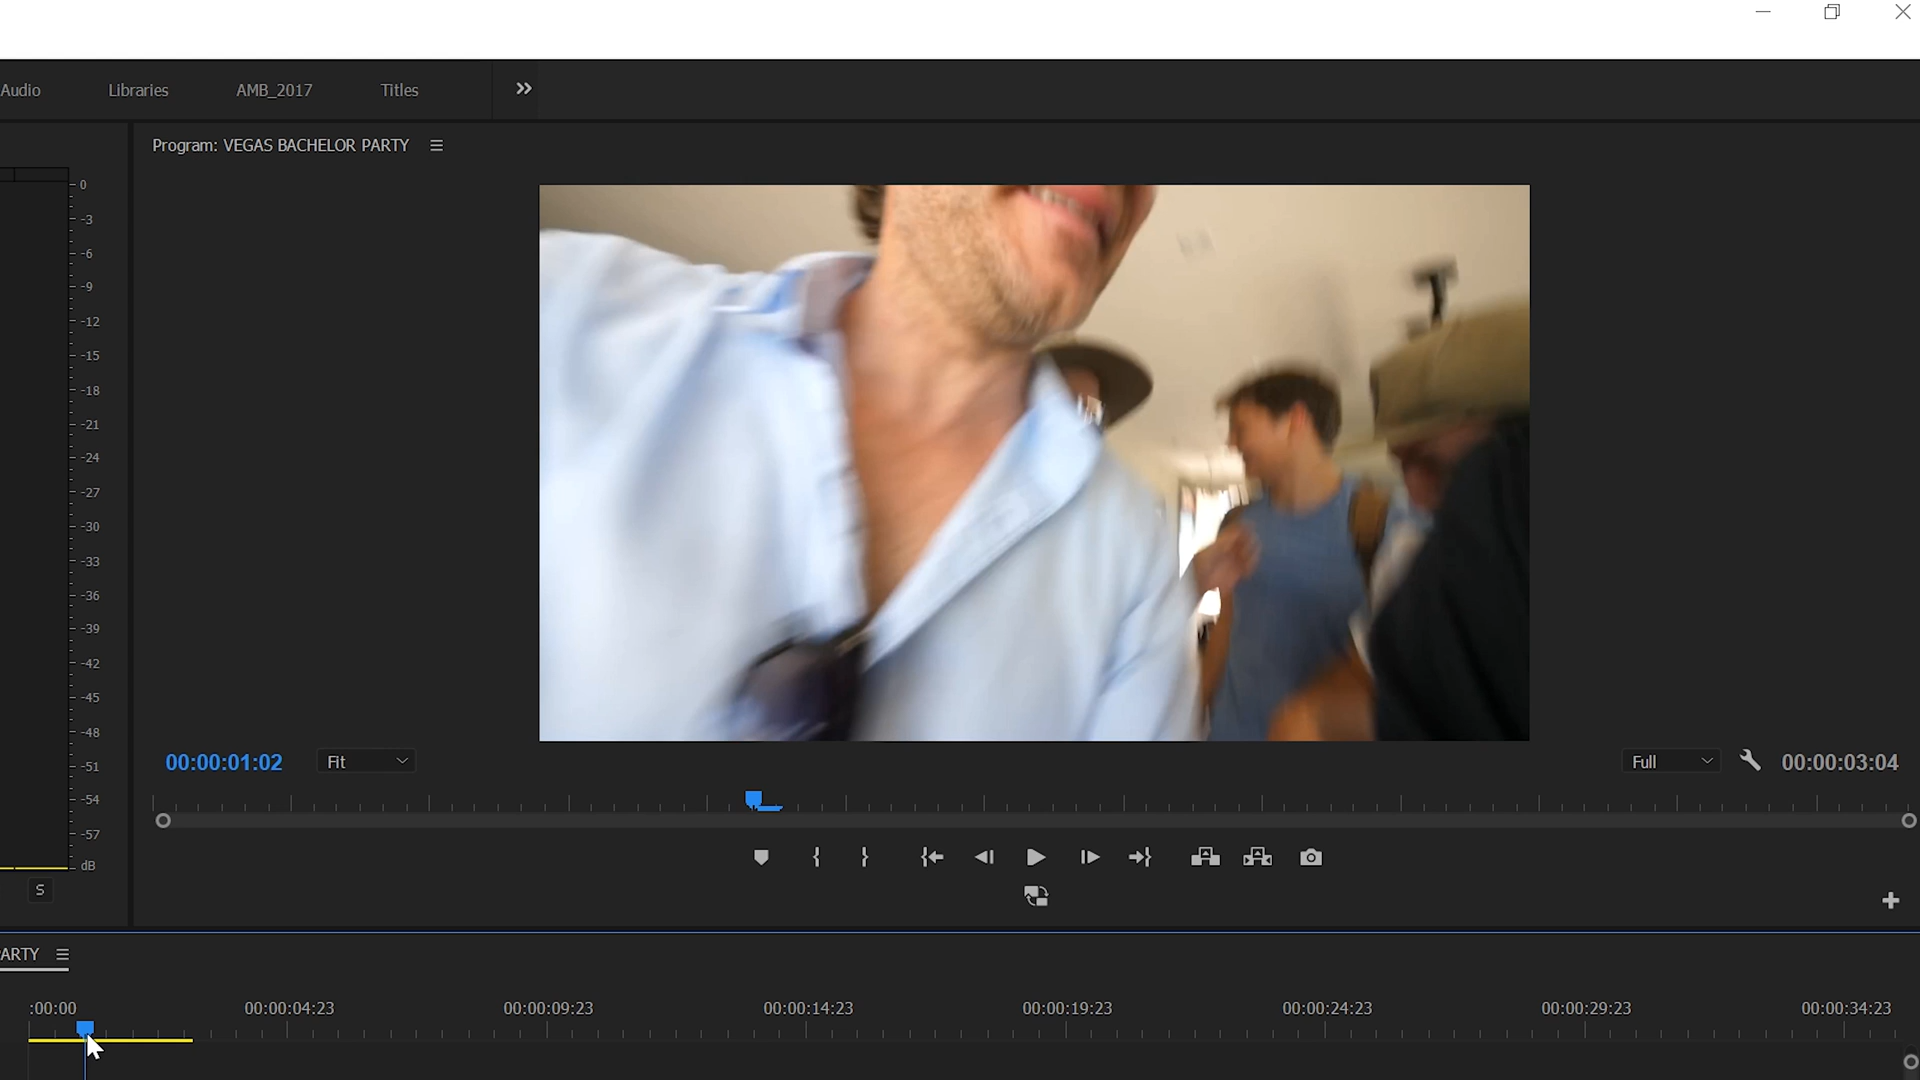 Audio Libraries AMB_2017 Titles
Program: VEGAS BACHELOR PARTY
0
-3
-6
-9
-12
-15
-18
-21
-24
-27
-30
-33
-36
-39
-42
-45
-48
-51
-54
-57
dB
S
00:00:01:02 Fit Full 00:00:03:04
ARTY
:00:00 00:00:04:23 00:00:09:23 00:00:14:23 00:00:19:23 00:00:24:23 00:00:29:23 00:00:34:23